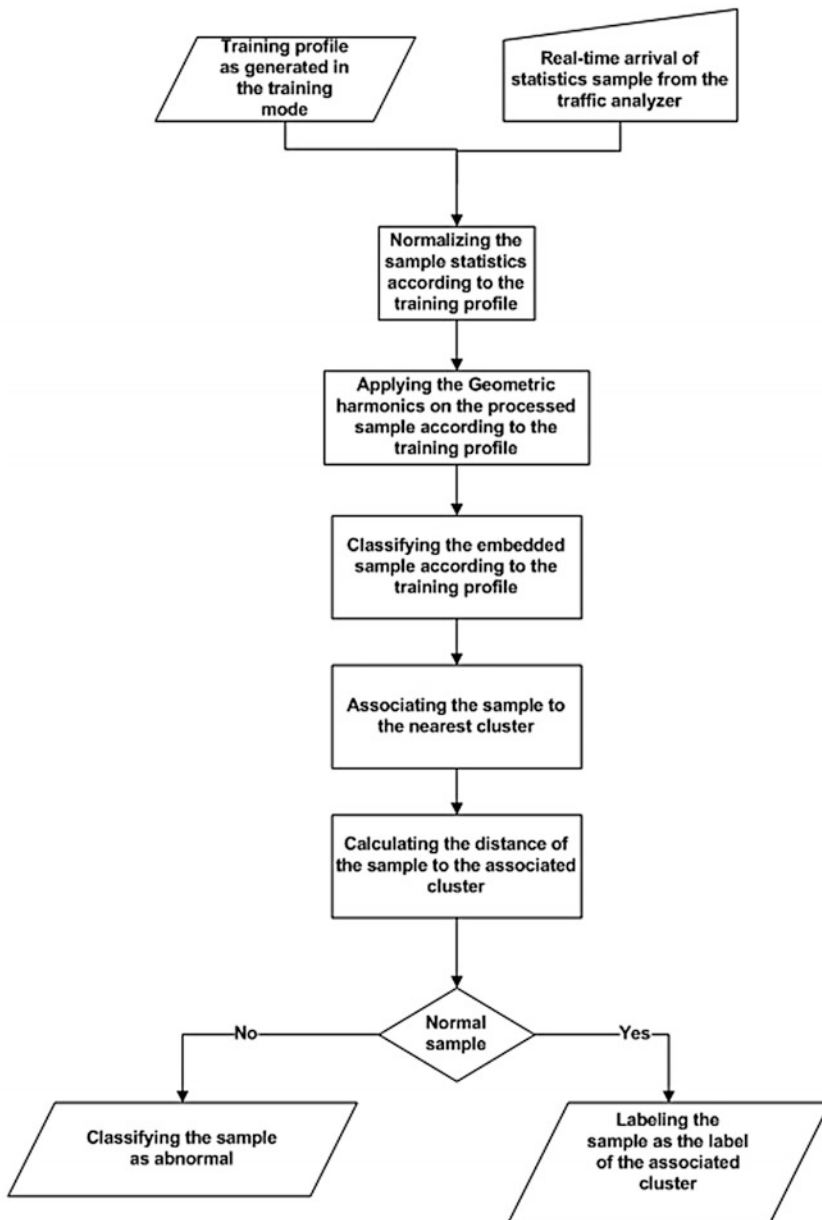 Training profile
as generated in
the training
mode
Real-time arrival of
statistics sample from the
traffic analyzer
Normalizing the
sample statistics
according to the
training profile
Applying the Geometric
harmonics on the processed
sample according to the
training profile
Classifying the embedded
sample according to the
training profile
Associating the sample to
the nearest cluster
Calculating the distance of
the sample to the associated
cluster
Normal
sample
No
Yes
Classifying the sample
as abnormal
Labeling the
sample as the label
of the associated
cluster